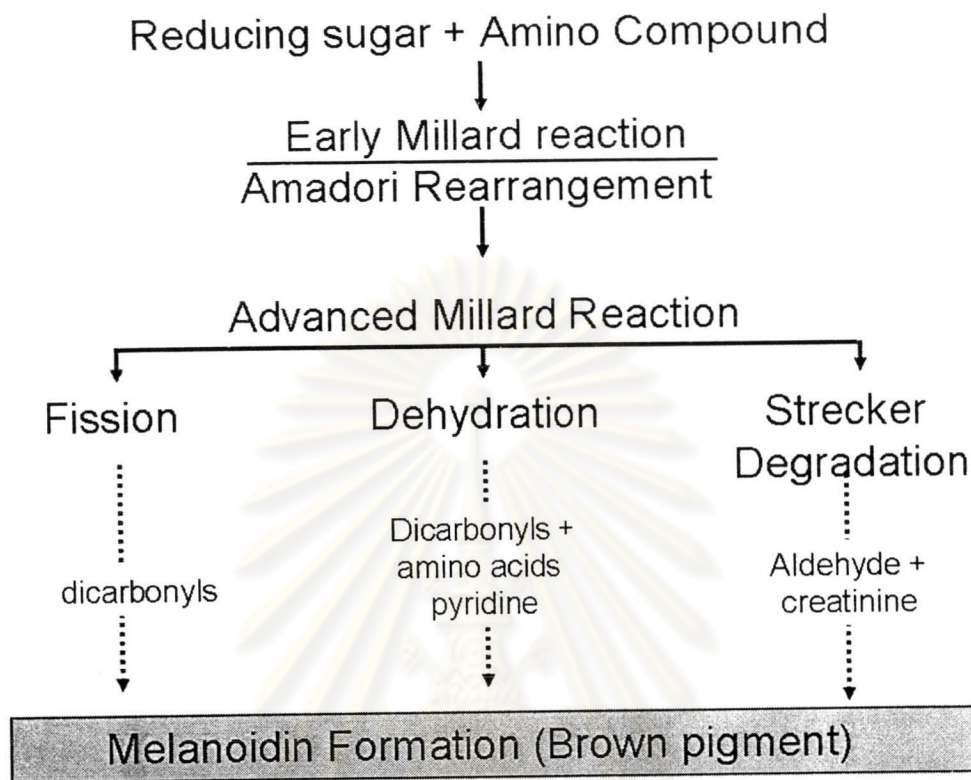 Reducing sugar + Amino Compound
Early Millard reaction
Amadori Rearrangement
Advanced Millard Reaction
Fission
Dehydration
Strecker
Degradation
dicarbonyls
Dicarbonyls +
amino acids
pyridine
Aldehyde +
creatinine
Melanoidin Formation (Brown pigment)